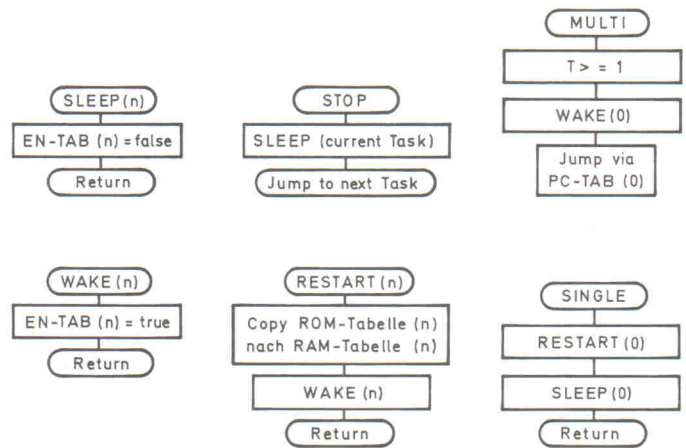 SLEEP(n)
EN-TAB (n) = false
Return
STOP
SLEEP (current Task)
Jump to next Task
MULTI
T > = 1
WAKE(0)
Jump via
PC-TAB (0)
WAKE(n)
EN-TAB (n) = true
Return
RESTART(n)
Copy ROM-Tabelle (n)
nach RAM-Tabelle (n)
WAKE(n)
Return
SINGLE
RESTART(0)
SLEEP(0)
Return